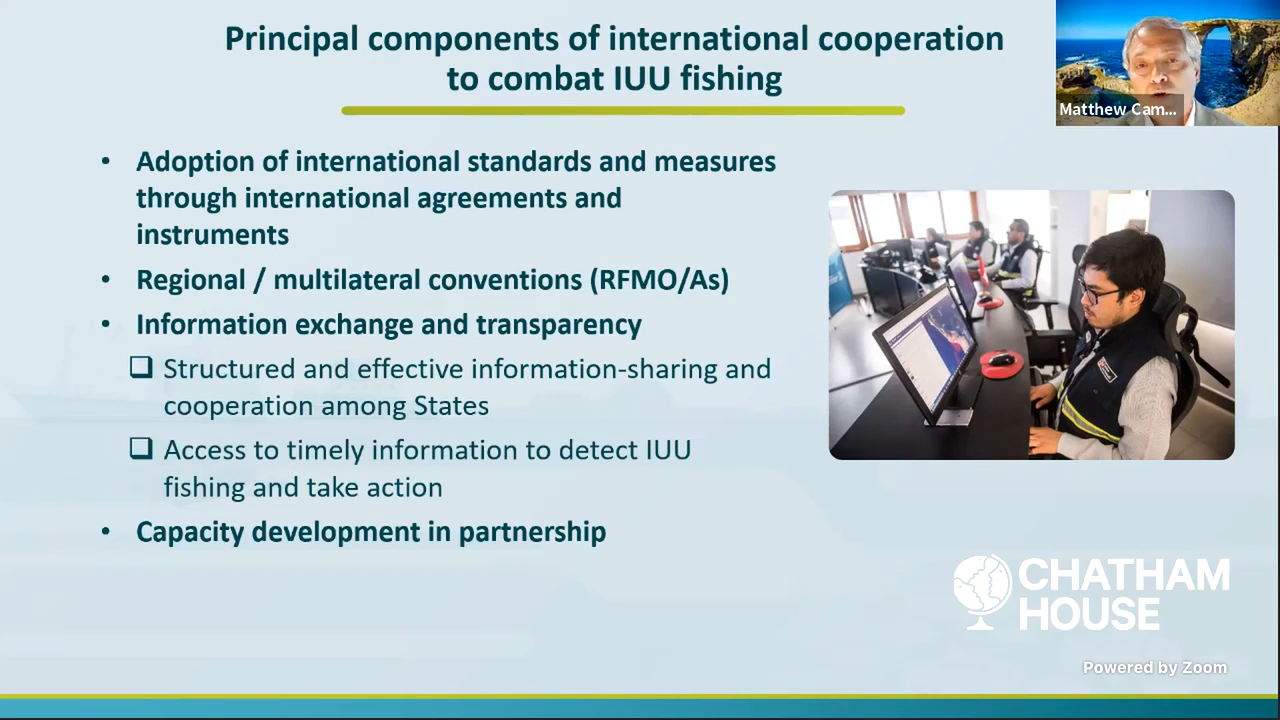 Principal components of international cooperation
to combat IUU fishing
Matthew Cam...
• Adoption of international standards and measures
through international agreements and
instruments
• Regional / multilateral conventions (RFMO/As)
• Information exchange and transparency
❑ Structured and effective information-sharing and
cooperation among States
❑ Access to timely information to detect IUU
fishing and take action
• Capacity development in partnership
CHATHAM
HOUSE
Powered by Zoom